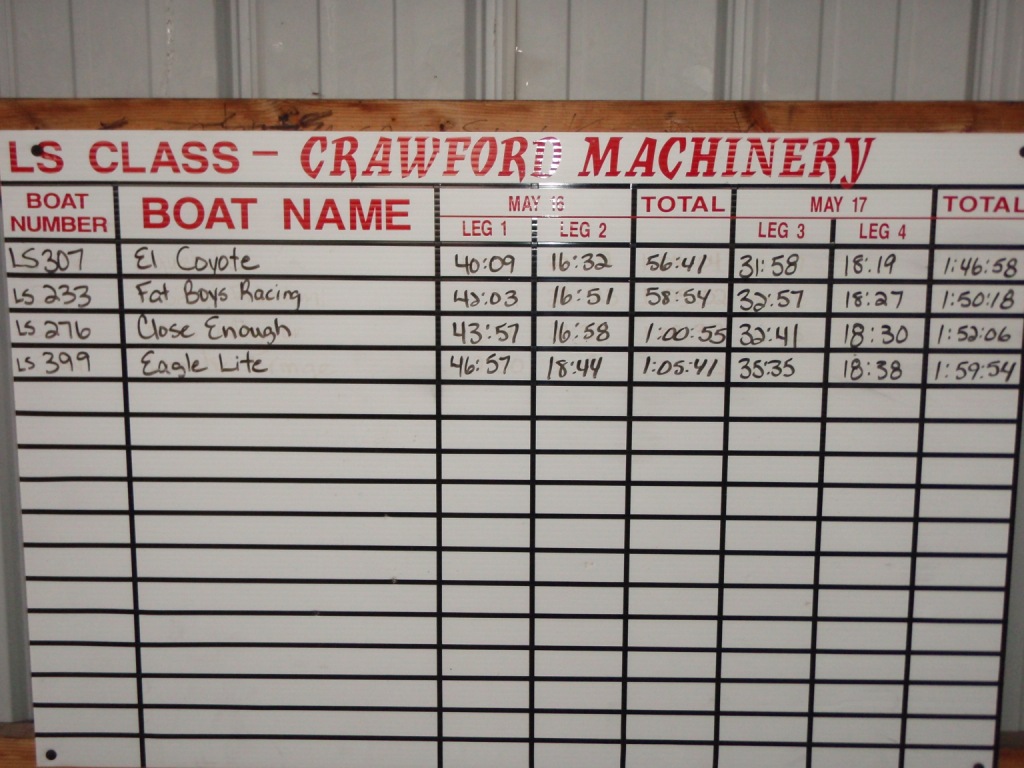 LS CLASS - CRAWFORD MACHINERY
BOAT NUMBER BOAT NAME MAY 16 TOTAL MAY 17 TOTAL
LEG 1 LEG 2 LEG 3 LEG 4
LS307 El Coyote 40:09 16:32 56:41 31:58 18:19 1:46:58
LS 233 Fat Boys Racing 42:03 16:51 58:54 32:57 18:27 1:50:18
LS 276 Close Enough 43:57 16:58 1:00:55 32:41 18:30 1:52:06
LS 399 Eagle Lite 46:57 18:44 1:05:41 35:35 18:38 1:59:54